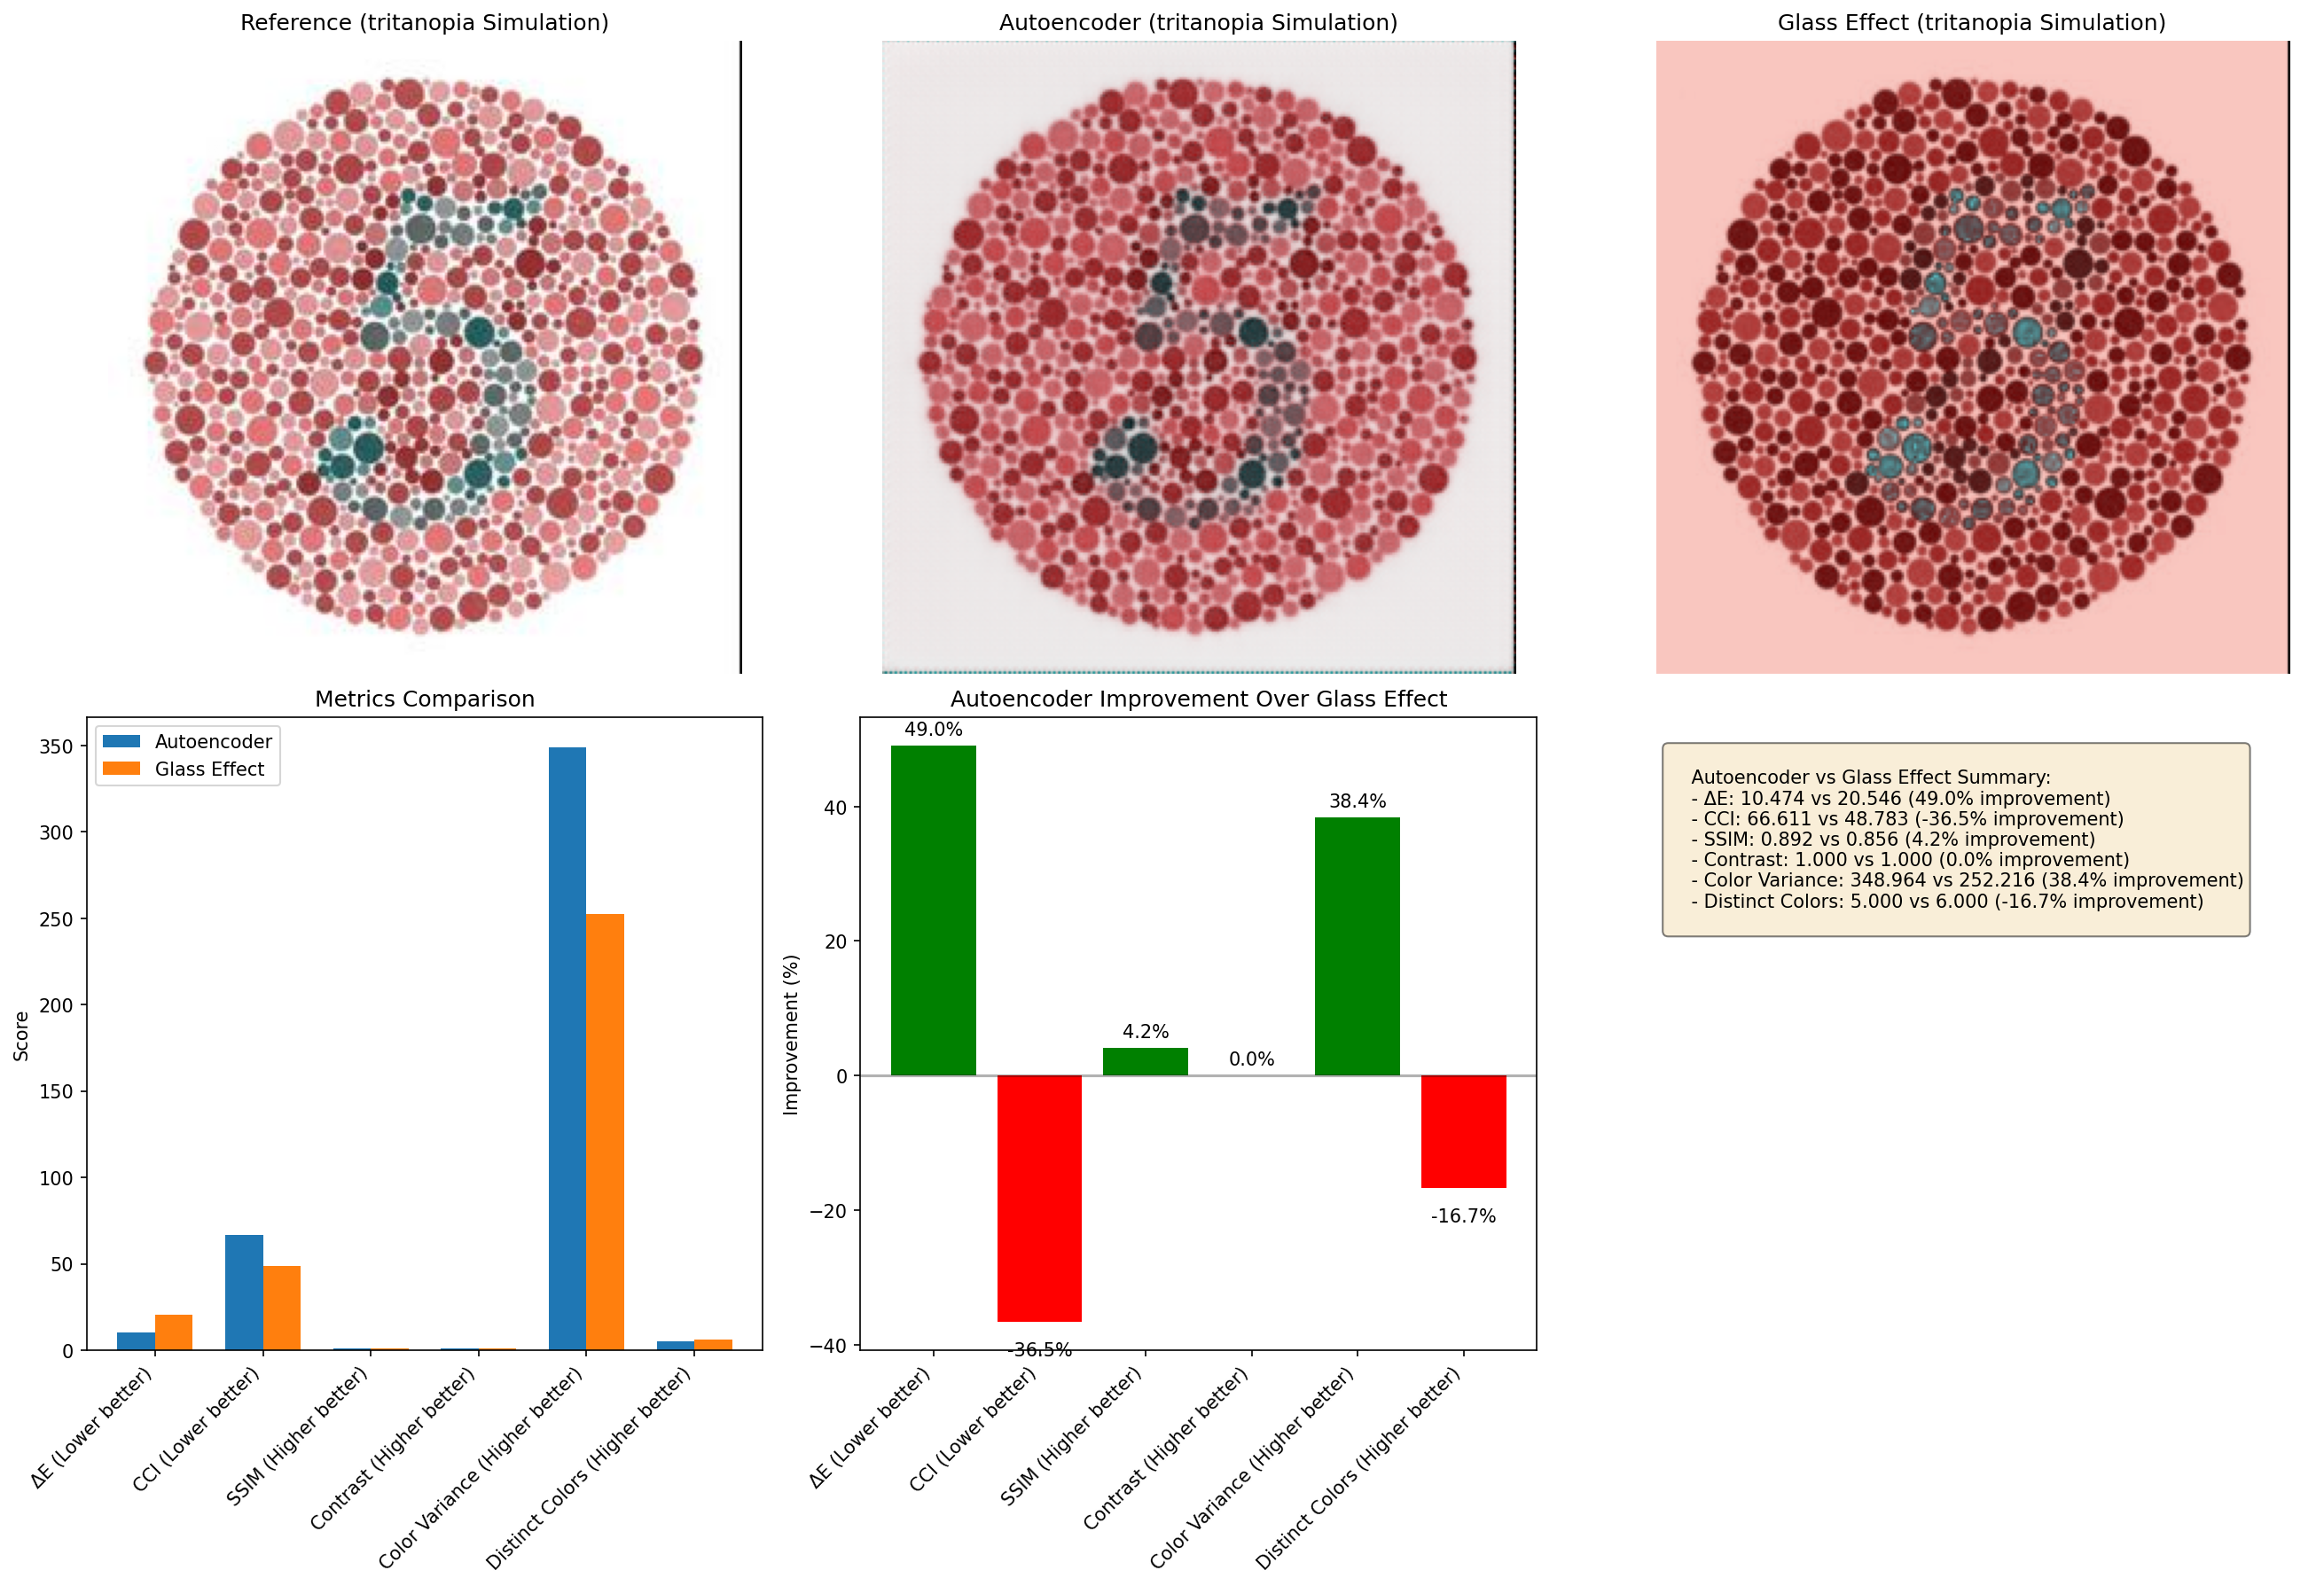 Reference (tritanopia Simulation)
Autoencoder (tritanopia Simulation)
Glass Effect (tritanopia Simulation)
5
5
5
Metrics Comparison
Autoencoder
Glass Effect
Score
350
300
250
200
150
100
50
0
ΔE (Lower better)
CCI (Lower better)
SSIM (Higher better)
Contrast (Higher better)
Color Variance (Higher better)
Distinct Colors (Higher better)
Autoencoder Improvement Over Glass Effect
Improvement (%)
40
20
0
−20
−40
49.0%
-36.5%
4.2%
0.0%
38.4%
-16.7%
ΔE (Lower better)
CCI (Lower better)
SSIM (Higher better)
Contrast (Higher better)
Color Variance (Higher better)
Distinct Colors (Higher better)
Autoencoder vs Glass Effect Summary:
- ΔE: 10.474 vs 20.546 (49.0% improvement)
- CCI: 66.611 vs 48.783 (-36.5% improvement)
- SSIM: 0.892 vs 0.856 (4.2% improvement)
- Contrast: 1.000 vs 1.000 (0.0% improvement)
- Color Variance: 348.964 vs 252.216 (38.4% improvement)
- Distinct Colors: 5.000 vs 6.000 (-16.7% improvement)